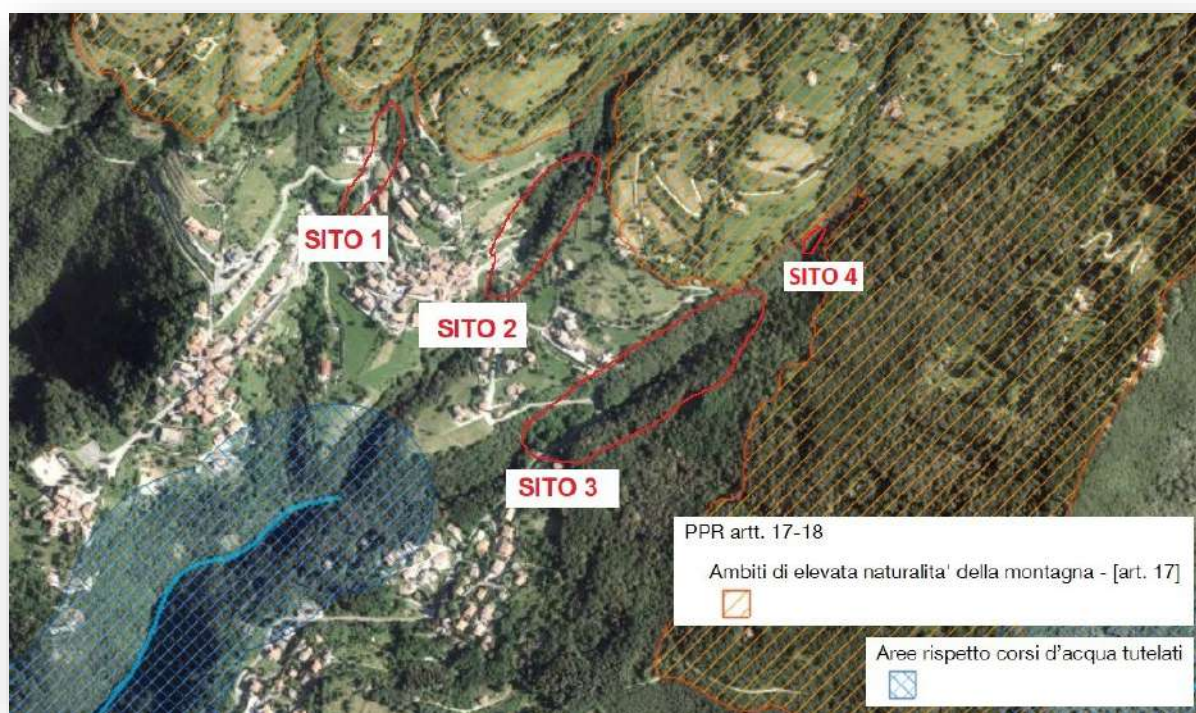 SITO 1
SITO 2
SITO 4
SITO 3
PPR artt. 17-18
Ambiti di elevata naturalita' della montagna - [art. 17]
Aree rispetto corsi d'acqua tutelati